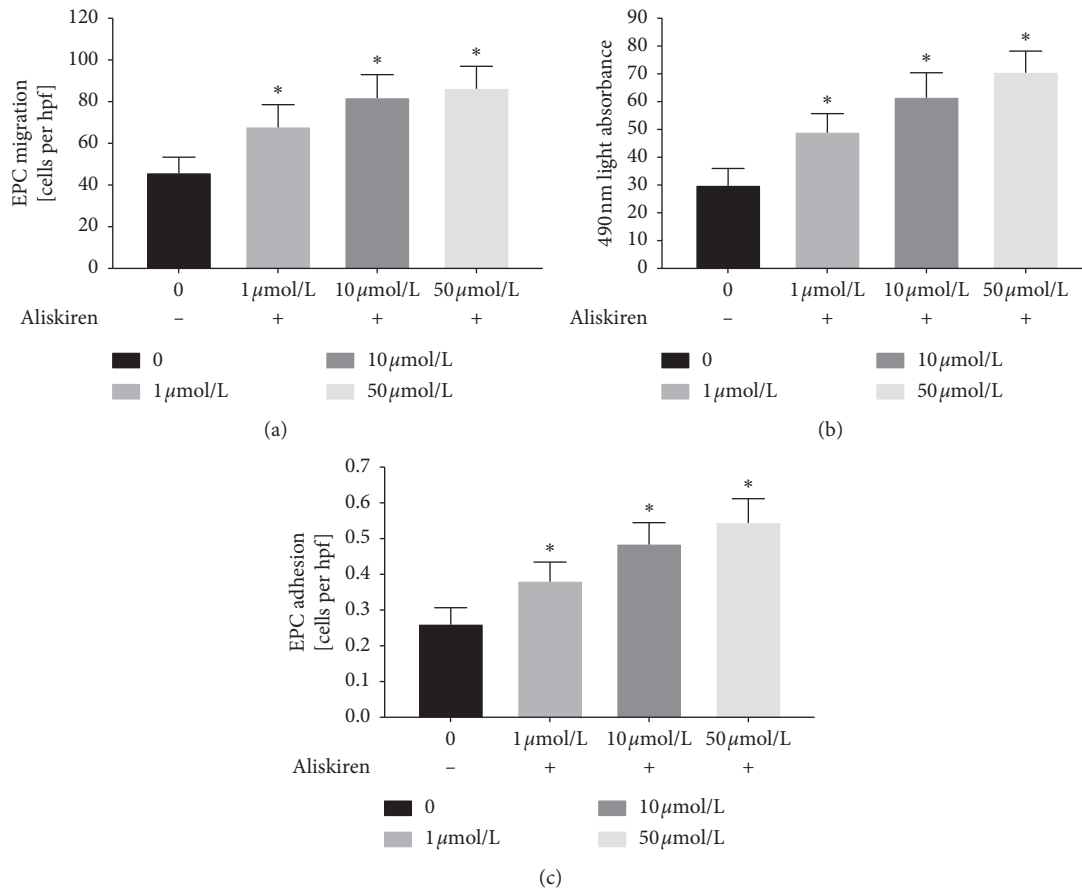 120
100
80
60
40
20
0
EPC migration
[cells per hpf]
* * *
0 1 μmol/L 10 μmol/L 50 μmol/L
Aliskiren – + + +
0 10 μmol/L
1 μmol/L 50 μmol/L
(a)
90
80
70
60
50
40
30
20
10
0
490 nm light absorbance
* * *
0 1 μmol/L 10 μmol/L 50 μmol/L
Aliskiren – + + +
0 10 μmol/L
1 μmol/L 50 μmol/L
(b)
0.7
0.6
0.5
0.4
0.3
0.2
0.1
0.0
EPC adhesion
[cells per hpf]
* * *
0 1 μmol/L 10 μmol/L 50 μmol/L
Aliskiren – + + +
0 10 μmol/L
1 μmol/L 50 μmol/L
(c)